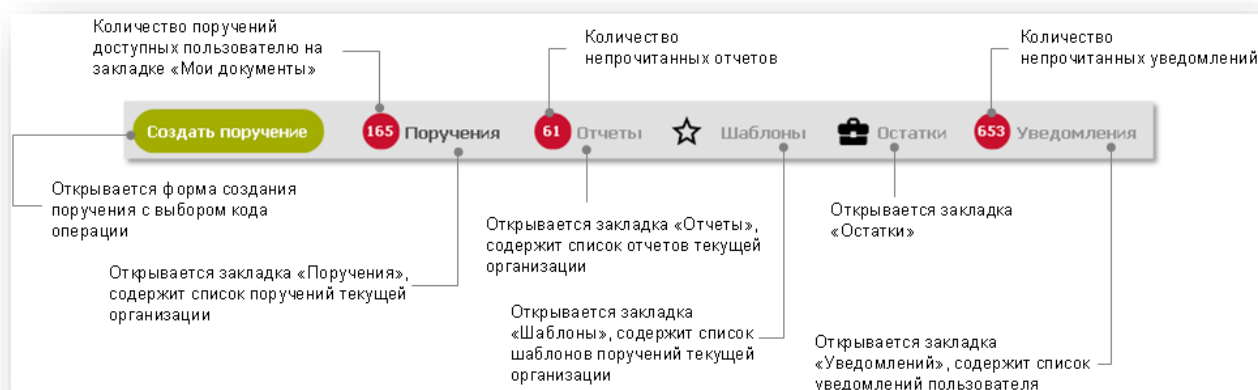 Количество поручений
доступных пользователю на
закладке «Мои документы»
Количество
непрочитанных отчетов
Количество
непрочитанных уведомлений
Создать поручение
165 Поручения
61 Отчеты
Шаблоны
Остатки
653 Уведомления
Открывается форма создания
поручения с выбором кода
операции
Открывается закладка «Поручения»,
содержит список поручений текущей
организации
Открывается закладка «Отчеты»,
содержит список отчетов текущей
организации
Открывается закладка
«Шаблоны», содержит список
шаблонов поручений текущей
организации
Открывается закладка
«Остатки»
Открывается закладка
«Уведомлений», содержит список
уведомлений пользователя